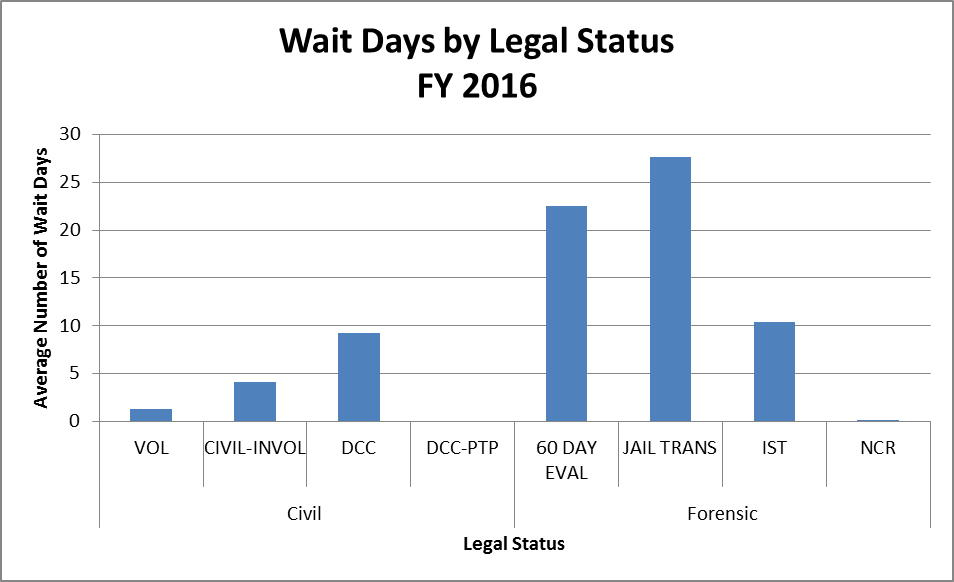 Wait Days by Legal Status
FY 2016
Average Number of Wait Days
30
25
20
15
10
5
0
VOL
CIVIL-INVOL
DCC
DCC-PTP
60 DAY
EVAL
JAIL TRANS
IST
NCR
Civil
Forensic
Legal Status